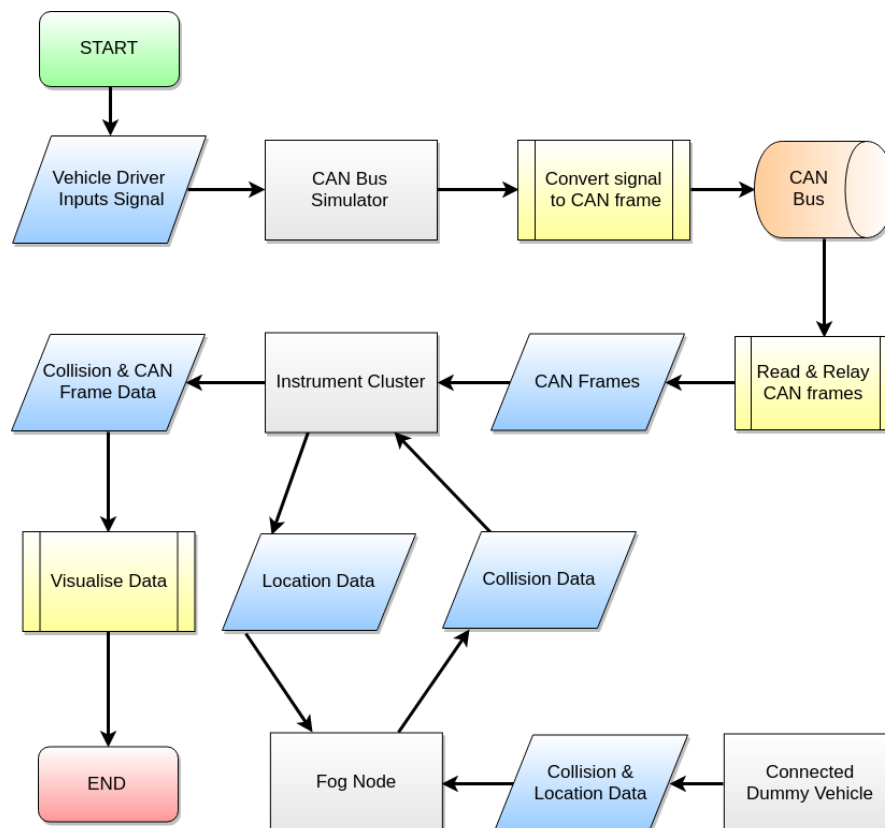 START
Vehicle Driver
Inputs Signal
CAN Bus
Simulator
Convert signal
to CAN frame
CAN
Bus
Collision & CAN
Frame Data
Instrument Cluster
CAN Frames
Read & Relay
CAN frames
Visualise Data
Location Data
Collision Data
END
Fog Node
Collision &
Location Data
Connected
Dummy Vehicle